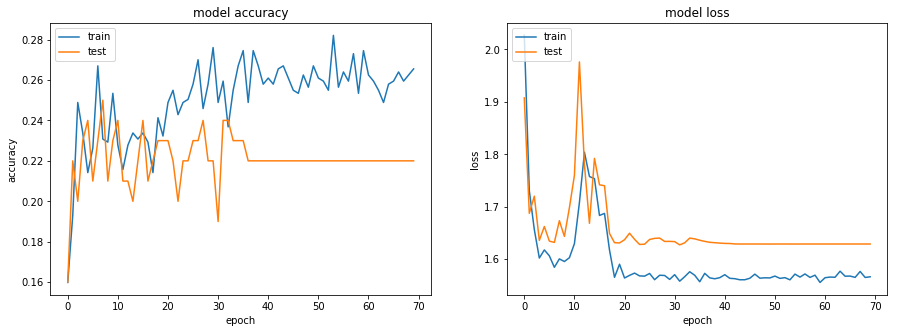 model accuracy
train
test
accuracy
0.28
0.26
0.24
0.22
0.20
0.18
0.16
0
10
20
30
40
50
60
70
epoch
model loss
train
test
loss
2.0
1.9
1.8
1.7
1.6
0
10
20
30
40
50
60
70
epoch